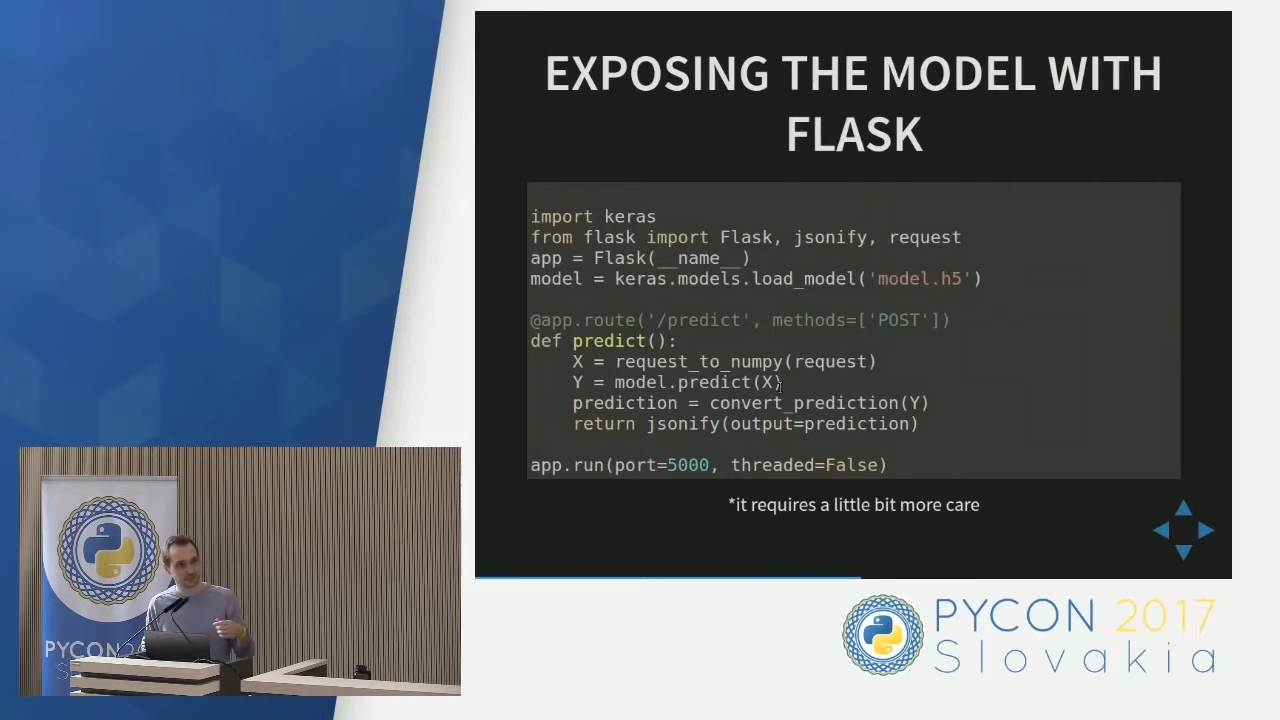 EXPOSING THE MODEL WITH
FLASK
import keras
from flask import Flask, jsonify, request
app = Flask(__name__)
model = keras.models.load_model('model.h5')
@app.route('/predict', methods=['POST'])
def predict():
    X = request_to_numpy(request)
    Y = model.predict(X)
    prediction = convert_prediction(Y)
    return jsonify(output=prediction)
app.run(port=5000, threaded=False)
*it requires a little bit more care
PYCON 2017
Slovakia
PYCON